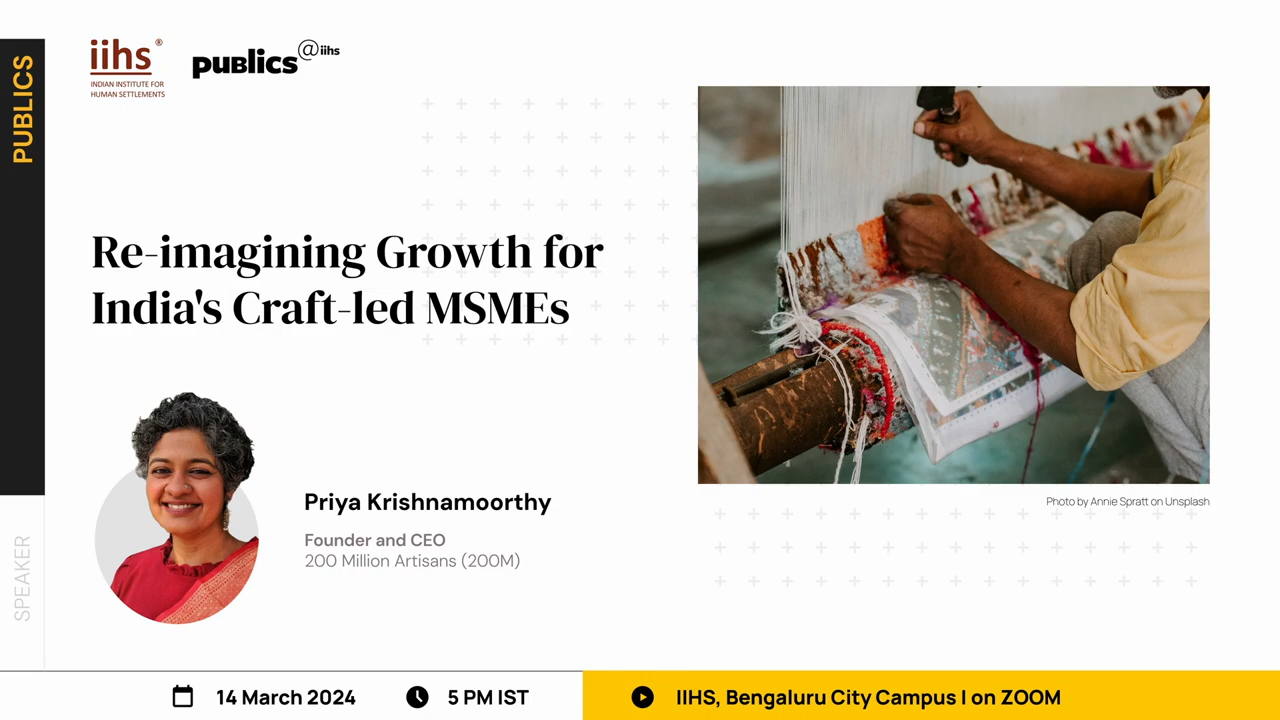 PUBLICS
iihs®
INDIAN INSTITUTE FOR
HUMAN SETTLEMENTS
PUBLICS@iihs
Re-imagining Growth for
India's Craft-led MSMEs
Priya Krishnamoorthy
Founder and CEO
200 Million Artisans (200M)
Photo by Annie Spratt on Unsplash
SPEAKER
14 March 2024
5 PM IST
IIHS, Bengaluru City Campus | on ZOOM